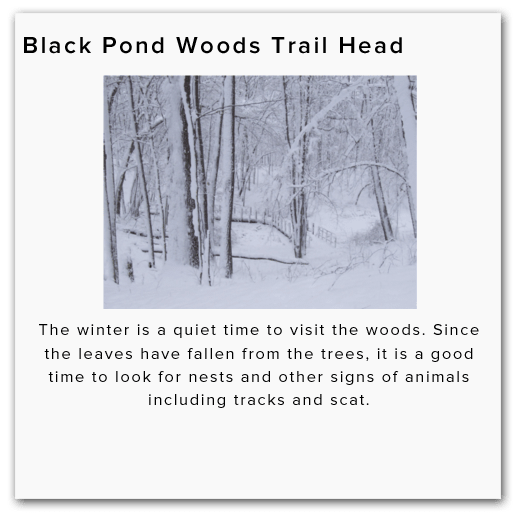 Black Pond Woods Trail Head
The winter is a quiet time to visit the woods. Since
the leaves have fallen from the trees, it is a good
time to look for nests and other signs of animals
including tracks and scat.